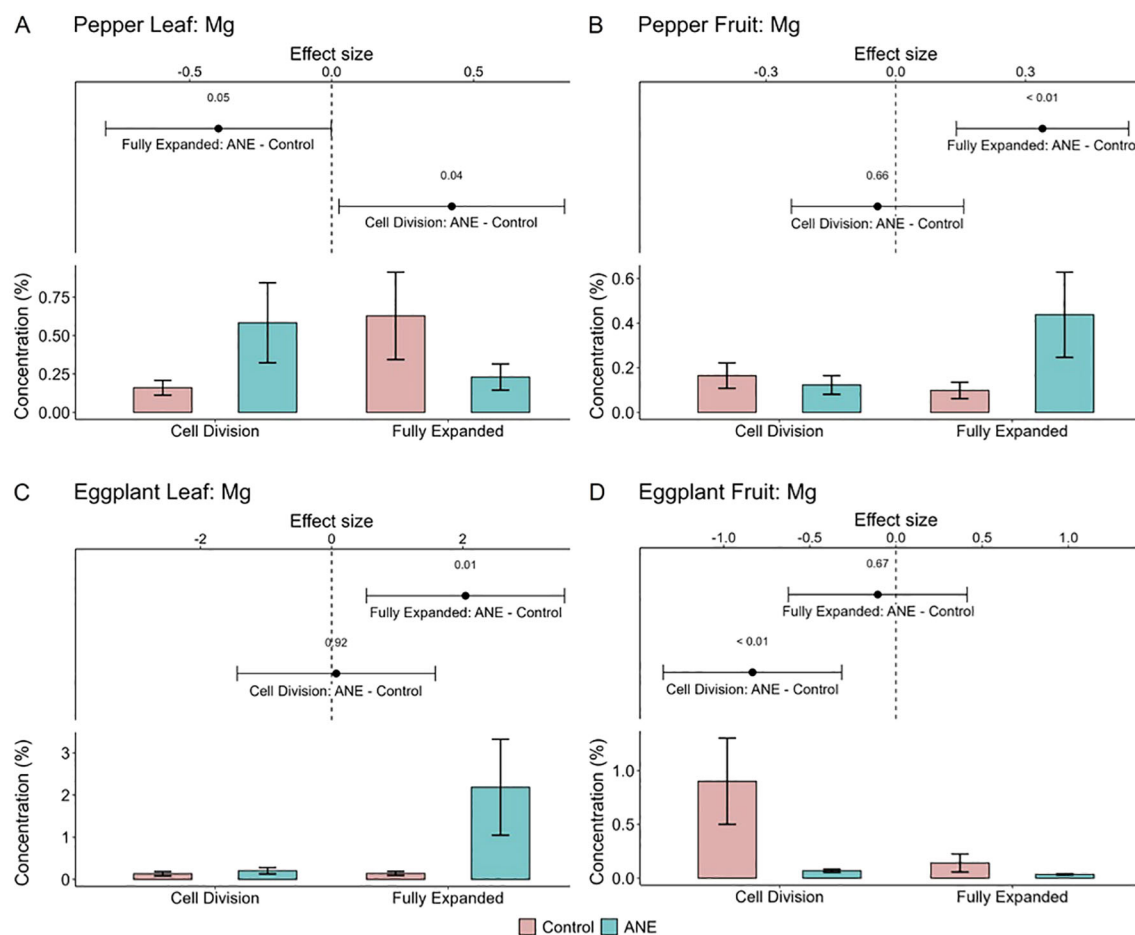 A Pepper Leaf: Mg
Effect size
-0.5 0.0 0.5
0.05
Fully Expanded: ANE - Control
0.04
Cell Division: ANE - Control
Concentration (%)
0.75
0.50
0.25
0.00
Cell Division Fully Expanded
B Pepper Fruit: Mg
Effect size
-0.3 0.0 0.3
< 0.01
Fully Expanded: ANE - Control
0.66
Cell Division: ANE - Control
Concentration (%)
0.6
0.4
0.2
0.0
Cell Division Fully Expanded
C Eggplant Leaf: Mg
Effect size
-2 0 2
0.01
Fully Expanded: ANE - Control
0.92
Cell Division: ANE - Control
Concentration (%)
3
2
1
0
Cell Division Fully Expanded
D Eggplant Fruit: Mg
Effect size
-1.0 -0.5 0.0 0.5 1.0
0.67
Fully Expanded: ANE - Control
< 0.01
Cell Division: ANE - Control
Concentration (%)
1.0
0.5
0.0
Cell Division Fully Expanded
Control ANE